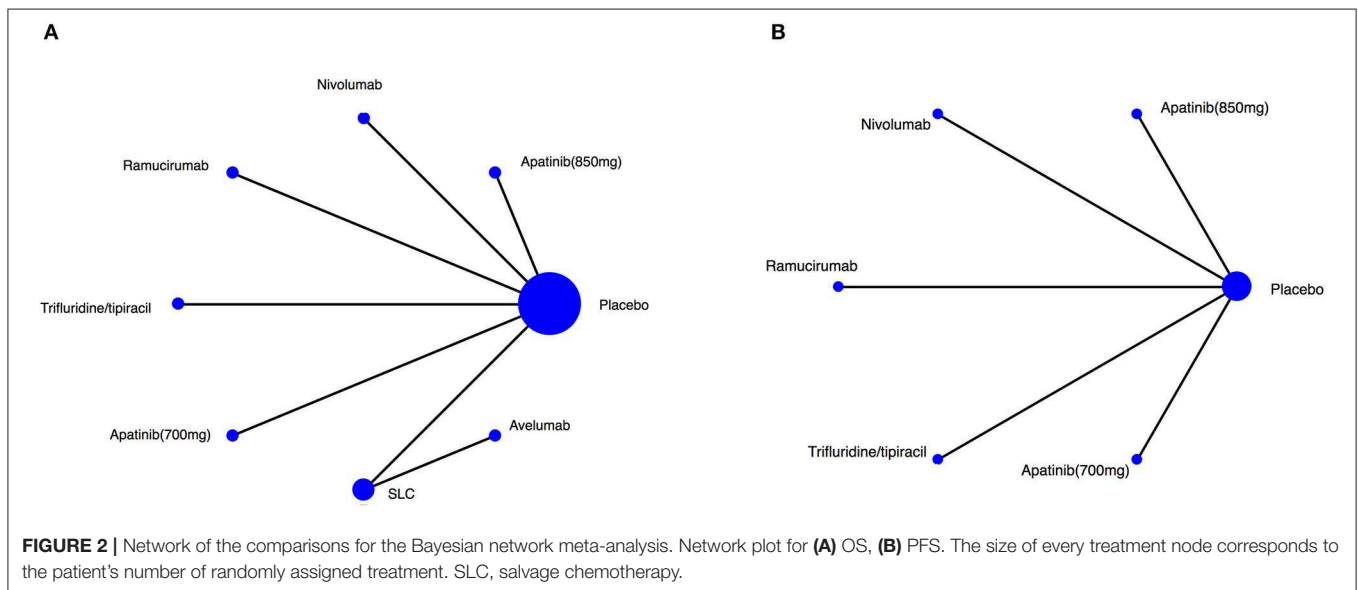 A
Nivolumab
Ramucirumab
Apatinib(850mg)
Trifluridine/tipiracil
Placebo
Apatinib(700mg)
Avelumab
SLC
B
Apatinib(850mg)
Nivolumab
Ramucirumab
Placebo
Trifluridine/tipiracil
Apatinib(700mg)
FIGURE 2 | Network of the comparisons for the Bayesian network meta-analysis. Network plot for (A) OS, (B) PFS. The size of every treatment node corresponds to
the patient's number of randomly assigned treatment. SLC, salvage chemotherapy.